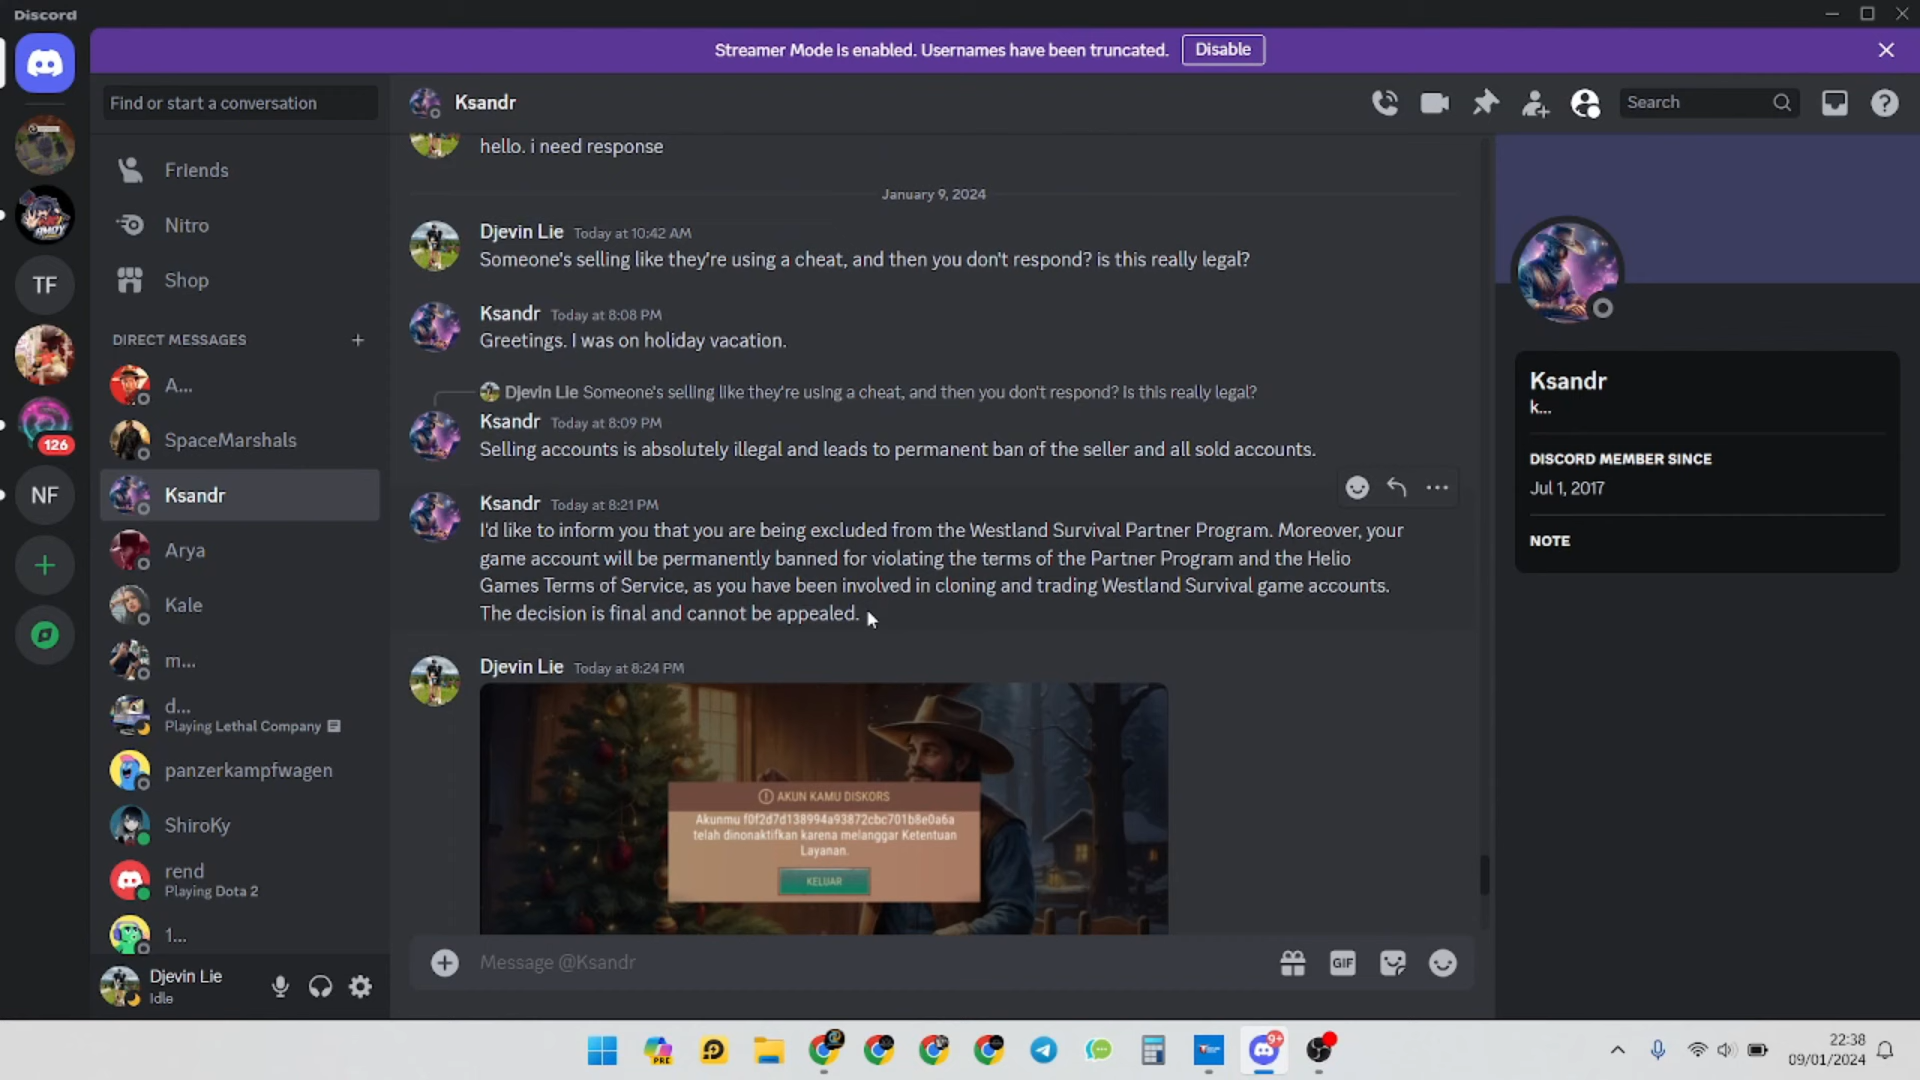 Discord
Streamer Mode is enabled. Usernames have been truncated.
Disable
Find or start a conversation
Ksandr
Search
Friends
Nitro
Shop
DIRECT MESSAGES
A...
SpaceMarshals
Ksandr
Arya
Kale
m...
d...
Playing Lethal Company
panzerkampfwagen
ShiroKy
rend
Playing Dota 2
1...
Djevin Lie
Idle
TF
126
NF
hello. i need response
January 9, 2024
Djevin Lie Today at 10:42 AM
Someone's selling like they're using a cheat, and then you don't respond? is this really legal?
Ksandr Today at 8:08 PM
Greetings. I was on holiday vacation.
Djevin Lie Someone's selling like they're using a cheat, and then you don't respond? Is this really legal?
Ksandr Today at 8:09 PM
Selling accounts is absolutely illegal and leads to permanent ban of the seller and all sold accounts.
Ksandr Today at 8:21 PM
I'd like to inform you that you are being excluded from the Westland Survival Partner Program. Moreover, your
game account will be permanently banned for violating the terms of the Partner Program and the Helio
Games Terms of Service, as you have been involved in cloning and trading Westland Survival game accounts.
The decision is final and cannot be appealed.
Djevin Lie Today at 8:24 PM
AKUN KAMU DISKORS
Akunmu f0f2d7d138994a93872cbc701b8e0a6a
telah dinonaktifkan karena melanggar Ketentuan
Layanan.
KELUAR
Message @Ksandr
GIF
Ksandr
k...
DISCORD MEMBER SINCE
Jul 1, 2017
NOTE
PRE
9+
22:38
09/01/2024